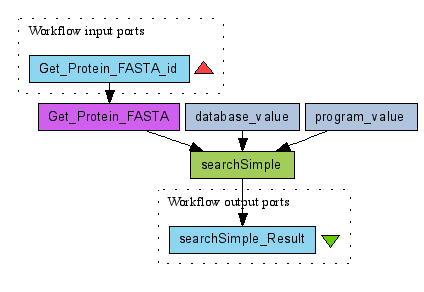 Workflow input ports
Get_Protein_FASTA_id
Get_Protein_FASTA
database_value
program_value
searchSimple
Workflow output ports
searchSimple_Result